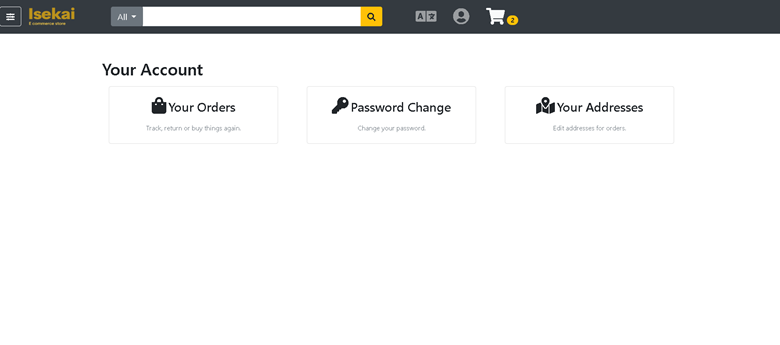 Isekai
E commerce store
All
2
Your Account
Your Orders
Track, return or buy things again.
Password Change
Change your password.
Your Addresses
Edit addresses for orders.